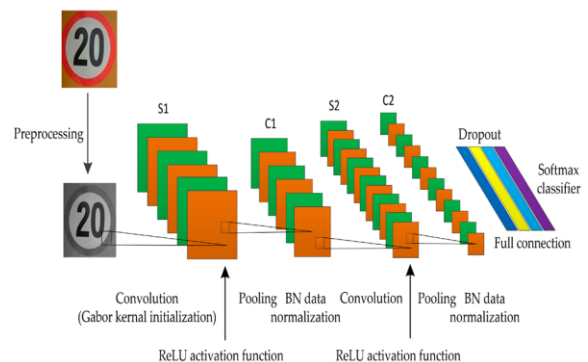 20
Preprocessing
20
S1
C1
S2
C2
Dropout
Softmax
classifier
Full connection
Convolution
(Gabor kernal initialization)
Pooling
BN data
normalization
Convolution
Pooling
BN data
normalization
ReLU activation function
ReLU activation function